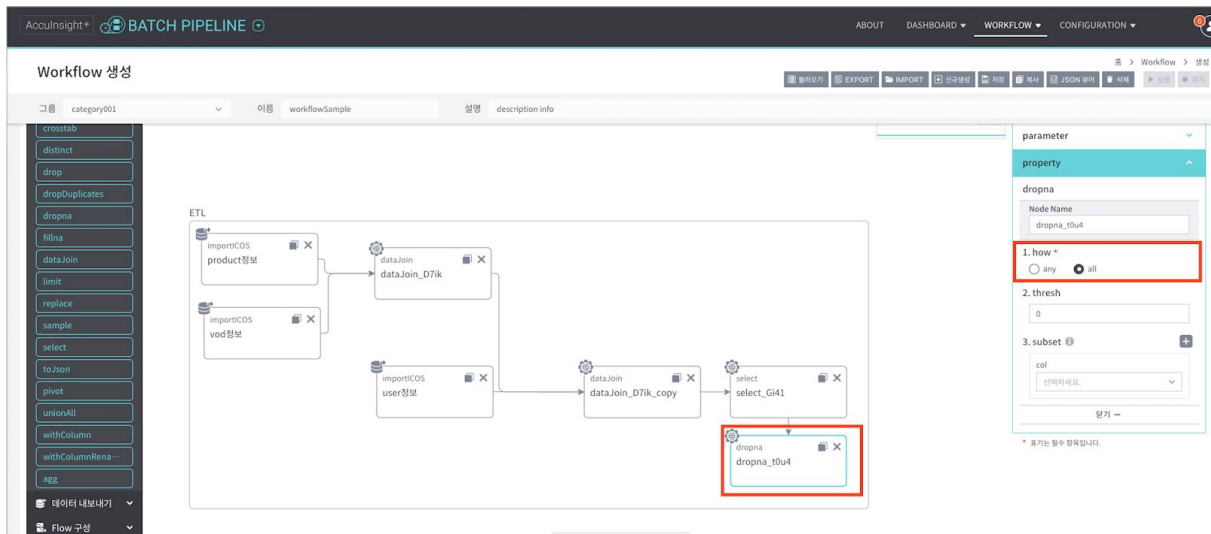 AccuInsight+ BATCH PIPELINE
ABOUT DASHBOARD WORKFLOW CONFIGURATION
6
Workflow 생성
홈 > Workflow > 생성
불러오기 EXPORT IMPORT 신규생성 저장 복사 JSON 뷰어 삭제 실행 정지
그룹 category001 이름 workflowSample 설명 description info
crosstab
distinct
drop
dropDuplicates
dropna
fillna
dataJoin
limit
replace
sample
select
toJson
pivot
unionAll
withColumn
withColumnRena···
agg
데이터 내보내기
Flow 구성
ETL
importICOS
product정보
dataJoin
dataJoin_D7ik
importICOS
vod정보
importICOS
user정보
dataJoin
dataJoin_D7ik_copy
select
select_Gi41
dropna
dropna_t0u4
parameter
property
dropna
Node Name
dropna_t0u4
1. how *
any all
2. thresh
0
3. subset
col
선택하세요.
닫기 −
* 표기는 필수 항목입니다.